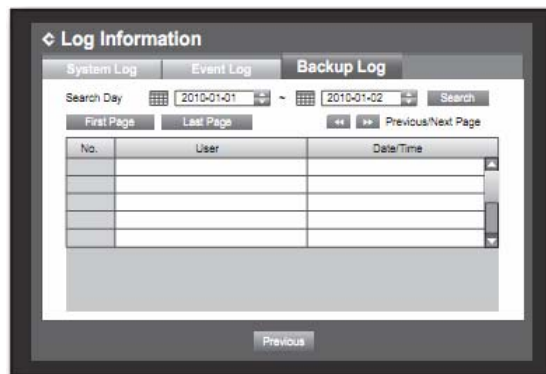 Log Information
System Log Event Log Backup Log
Search Day 2010-01-01 ~ 2010-01-02 Search
First Page Last Page Previous/Next Page
No. User Date/Time
Previous